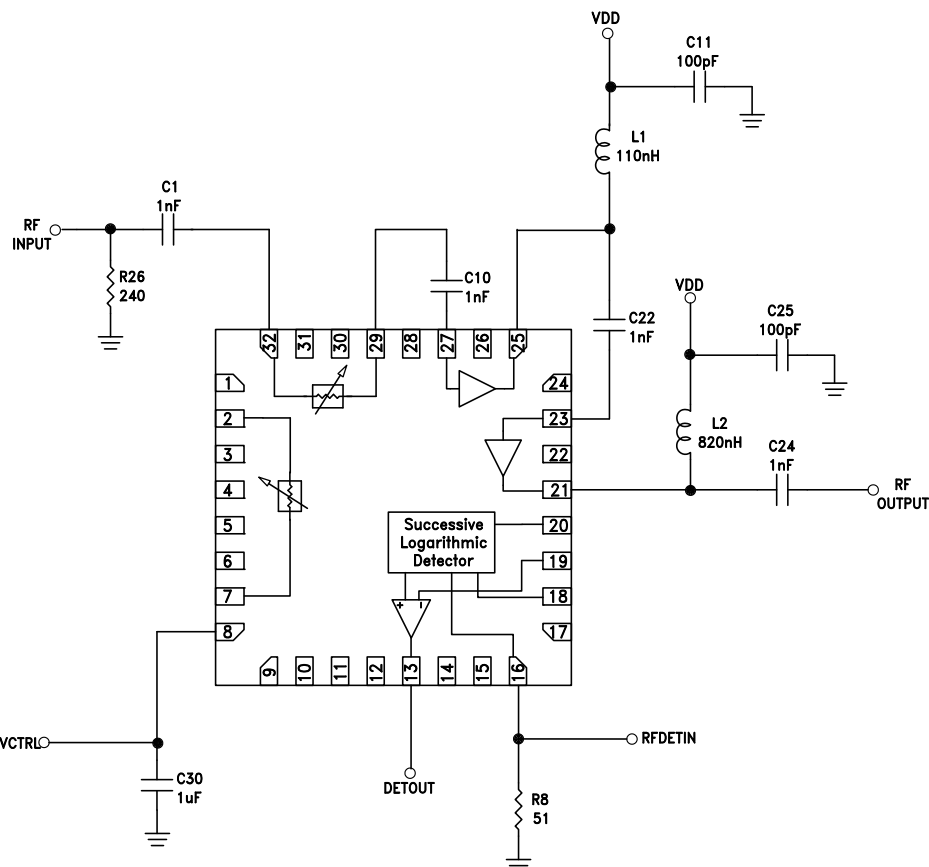 VDD
C11
100pF
L1
110nH
C1
1nF
RF
INPUT
R26
240
C10
1nF
C22
1nF
VDD
C25
100pF
L2
820nH
C24
1nF
RF
OUTPUT
32
31
30
29
28
27
26
25
1
2
3
4
5
6
7
8
24
23
22
21
20
19
18
17
Successive
Logarithmic
Detector
+ -
9
10
11
12
13
14
15
16
VCTRL
C30
1uF
DETOUT
RFDETIN
R8
51